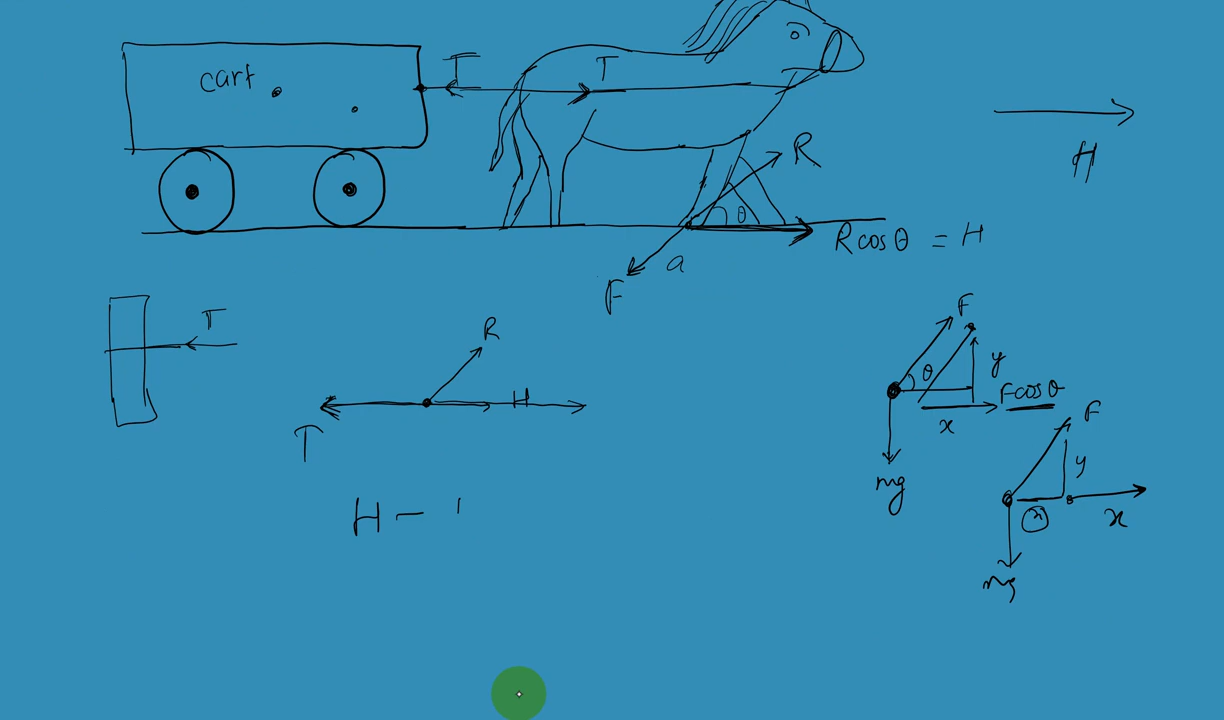 cart
T
T
R
H
θ
R cos θ = H
a
F
T
R
H
T
H –
F
θ
y
F cos θ
x
mg
F
y
x
x
mg